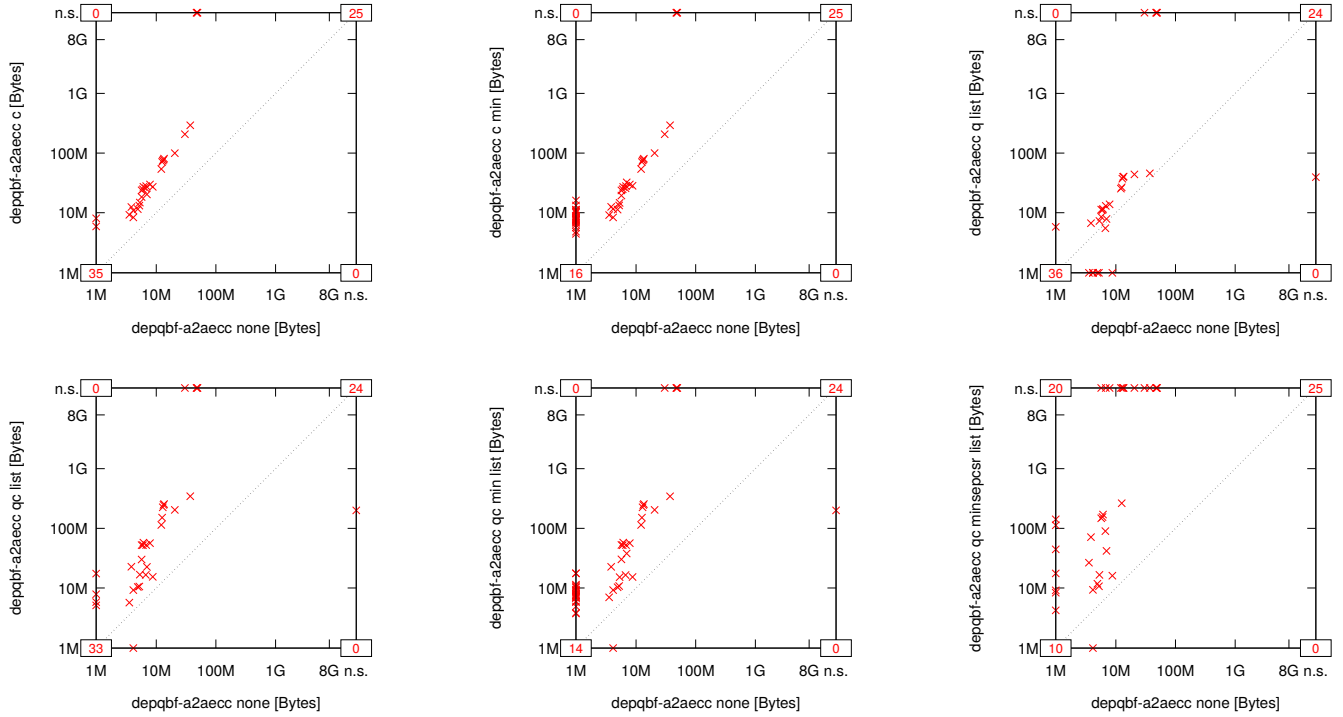 n.s. 0 25
8G
1G
100M
10M
1M 35 0
1M 10M 100M 1G 8G n.s.
depqbf-a2aecc c [Bytes]
depqbf-a2aecc none [Bytes]
n.s. 0 25
8G
1G
100M
10M
1M 16 0
1M 10M 100M 1G 8G n.s.
depqbf-a2aecc c min [Bytes]
depqbf-a2aecc none [Bytes]
n.s. 0 24
8G
1G
100M
10M
1M 36 0
1M 10M 100M 1G 8G n.s.
depqbf-a2aecc q list [Bytes]
depqbf-a2aecc none [Bytes]
n.s. 0 24
8G
1G
100M
10M
1M 33 0
1M 10M 100M 1G 8G n.s.
depqbf-a2aecc qc list [Bytes]
depqbf-a2aecc none [Bytes]
n.s. 0 24
8G
1G
100M
10M
1M 14 0
1M 10M 100M 1G 8G n.s.
depqbf-a2aecc qc min list [Bytes]
depqbf-a2aecc none [Bytes]
n.s. 20 25
8G
1G
100M
10M
1M 10 0
1M 10M 100M 1G 8G n.s.
depqbf-a2aecc qc minsepcsr list [Bytes]
depqbf-a2aecc none [Bytes]